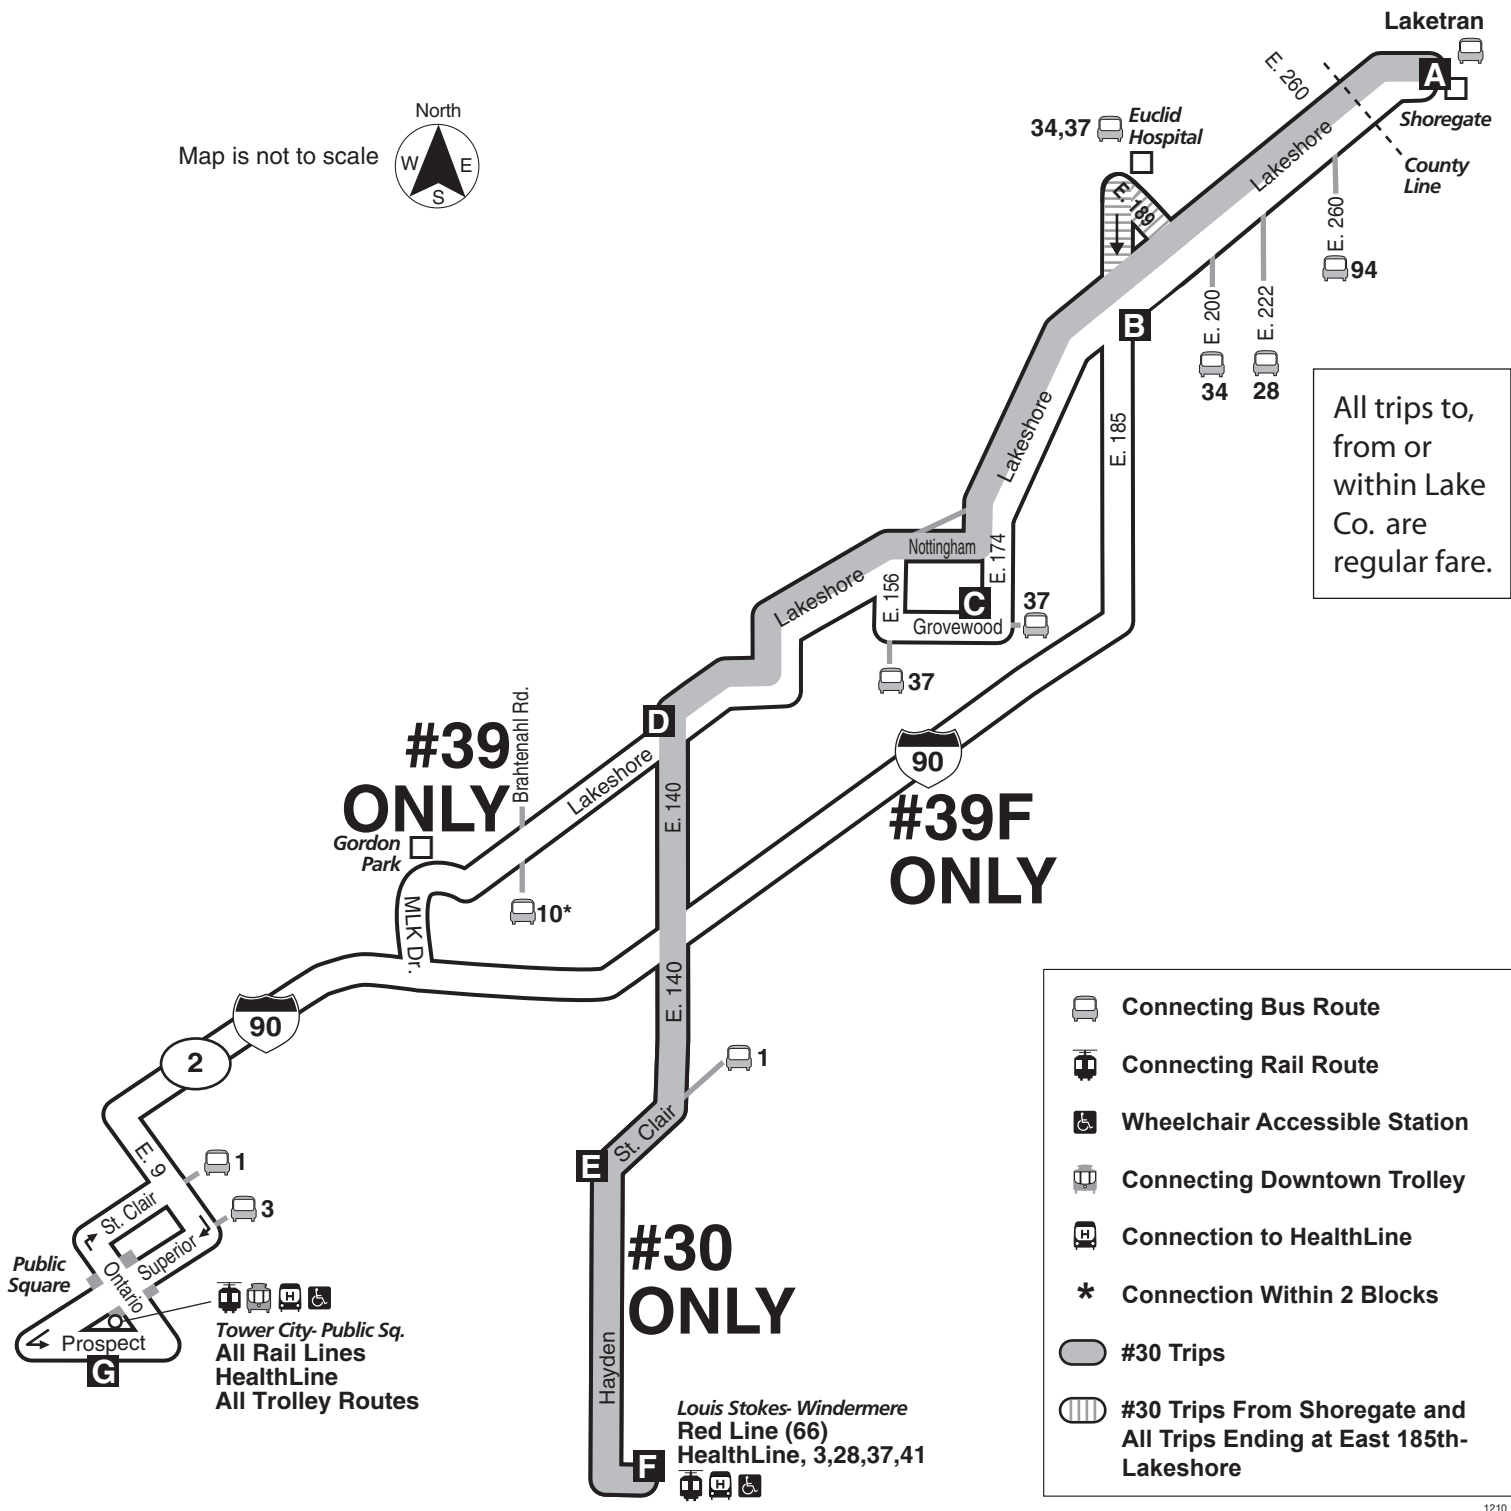 Laketran
A
Shoregate
E. 260
County
Line
Lakeshore
34,37
Euclid
Hospital
E. 189
North
W
E
S
Map is not to scale
E. 260
94
E. 200
34
E. 222
28
B
All trips to,
from or
within Lake
Co. are
regular fare.
Lakeshore
E. 185
Nottingham
E. 174
E. 156
C
Grovewood
37
37
Lakeshore
D
#39
ONLY
Brahtenahl Rd.
Lakeshore
Gordon
Park
10*
MLK Dr.
E. 140
90
#39F
ONLY
E. 140
90
2
1
St. Clair
E
E. 9
1
3
St. Clair
Superior
Public
Square
Ontario
Prospect
G
Tower City- Public Sq.
All Rail Lines
HealthLine
All Trolley Routes
#30
ONLY
Hayden
F
Louis Stokes- Windermere
Red Line (66)
HealthLine, 3,28,37,41
Connecting Bus Route
Connecting Rail Route
Wheelchair Accessible Station
Connecting Downtown Trolley
H Connection to HealthLine
* Connection Within 2 Blocks
#30 Trips
#30 Trips From Shoregate and
All Trips Ending at East 185th-
Lakeshore
1210